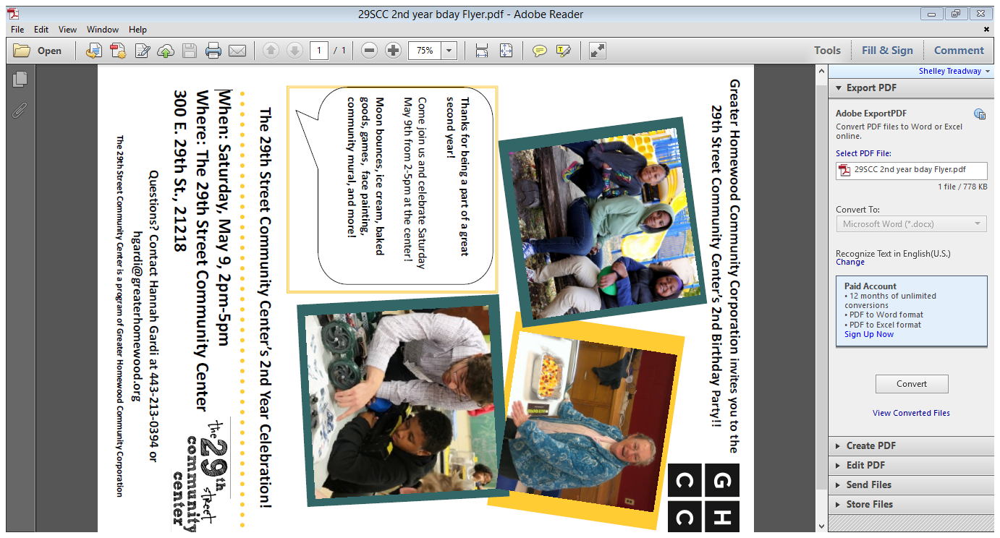 29SCC 2nd year bday Flyer.pdf - Adobe Reader
File Edit View Window Help
Open
1 / 1
75%
Tools Fill & Sign Comment
Shelley Treadway
Export PDF
Adobe ExportPDF
Convert PDF files to Word or Excel
online.
Select PDF File:
29SCC 2nd year bday Flyer.pdf
1 file / 778 KB
Convert To:
Microsoft Word (*.docx)
Recognize Text in English(U.S.)
Change
Paid Account
• 12 months of unlimited
conversions
• PDF to Word format
• PDF to Excel format
Sign Up Now
Convert
View Converted Files
Create PDF
Edit PDF
Send Files
Store Files
Greater Homewood Community Corporation invites you to the
29th Street Community Center's 2nd Birthday Party!!
G H
C C
Thanks for being a part of a great
second year!
Come join us and celebrate Saturday
May 9th from 2-5pm at the center!
Moon bounces, ice cream, baked
goods, games, face painting,
community mural, and more!
The 29th Street Community Center's 2nd Year Celebration!
When: Saturday, May 9, 2pm-5pm
Where: The 29th Street Community Center
300 E. 29th St., 21218
Questions? Contact Hannah Gardi at 443-213-0394 or
hgardi@greaterhomewood.org
The 29th Street Community Center is a program of Greater Homewood Community Corporation
the 29th street
community
center